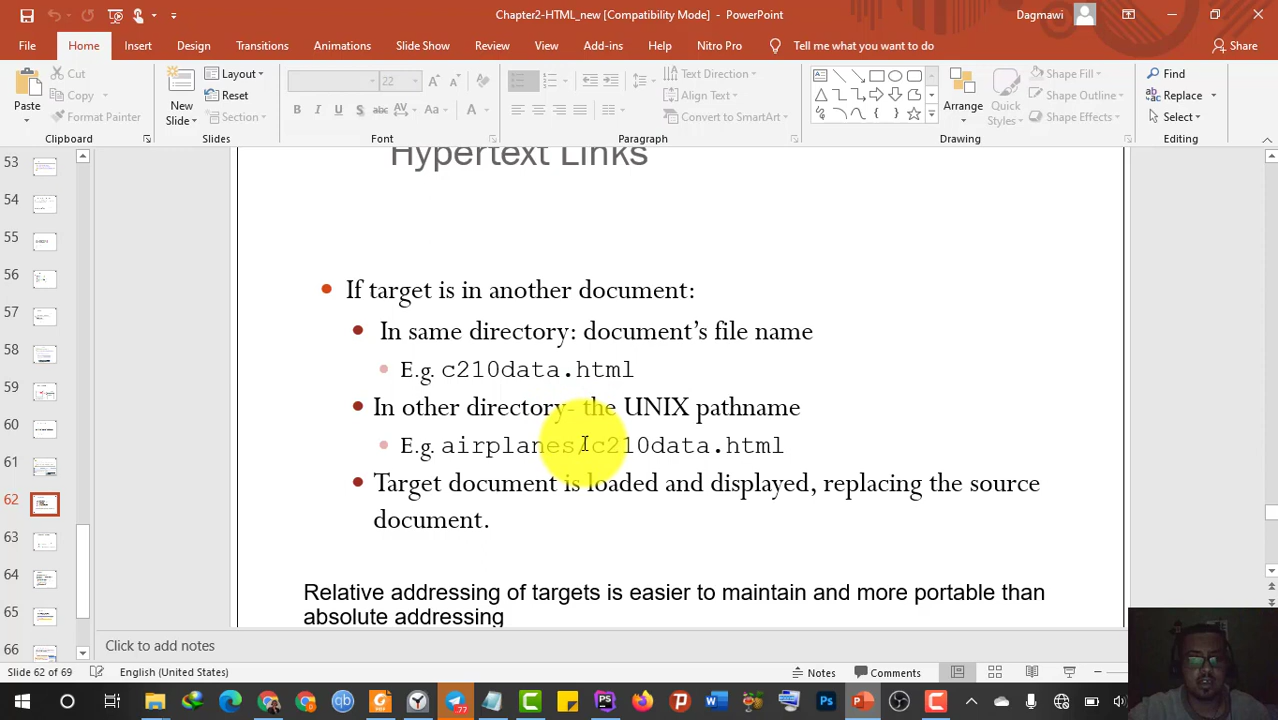 Chapter2-HTML_new [Compatibility Mode] - PowerPoint
Dagmawi
File Home Insert Design Transitions Animations Slide Show Review View Add-ins Help Nitro Pro Tell me what you want to do Share
Paste
Cut
Copy
Format Painter
Clipboard
New Slide
Layout
Reset
Section
Slides
22
B I U S abc AV Aa A
Font
Text Direction
Align Text
Convert to SmartArt
Paragraph
Arrange
Quick Styles
Shape Fill
Shape Outline
Shape Effects
Drawing
Find
Replace
Select
Editing
53
54
55
56
57
58
59
60
61
62
63
64
65
66
Hypertext Links
If target is in another document:
In same directory: document’s file name
E.g. c210data.html
In other directory- the UNIX pathname
E.g. airplanes/c210data.html
Target document is loaded and displayed, replacing the source
document.
Relative addressing of targets is easier to maintain and more portable than
absolute addressing
Click to add notes
Slide 62 of 69 English (United States) Notes Comments